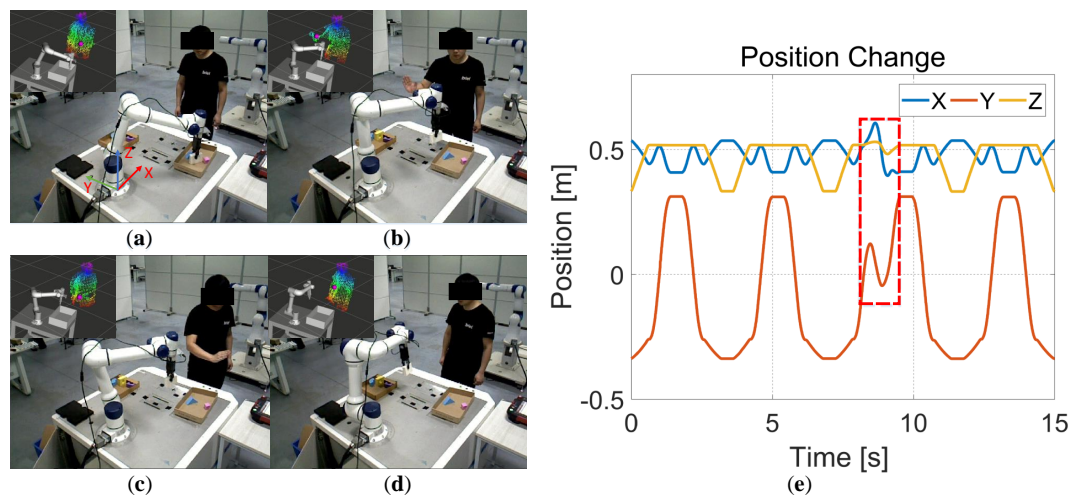 Z
Y
X
(a)
(b)
(c)
(d)
Position Change
X Y Z
0.5
0
-0.5
Position [m]
0 5 10 15
Time [s]
(e)